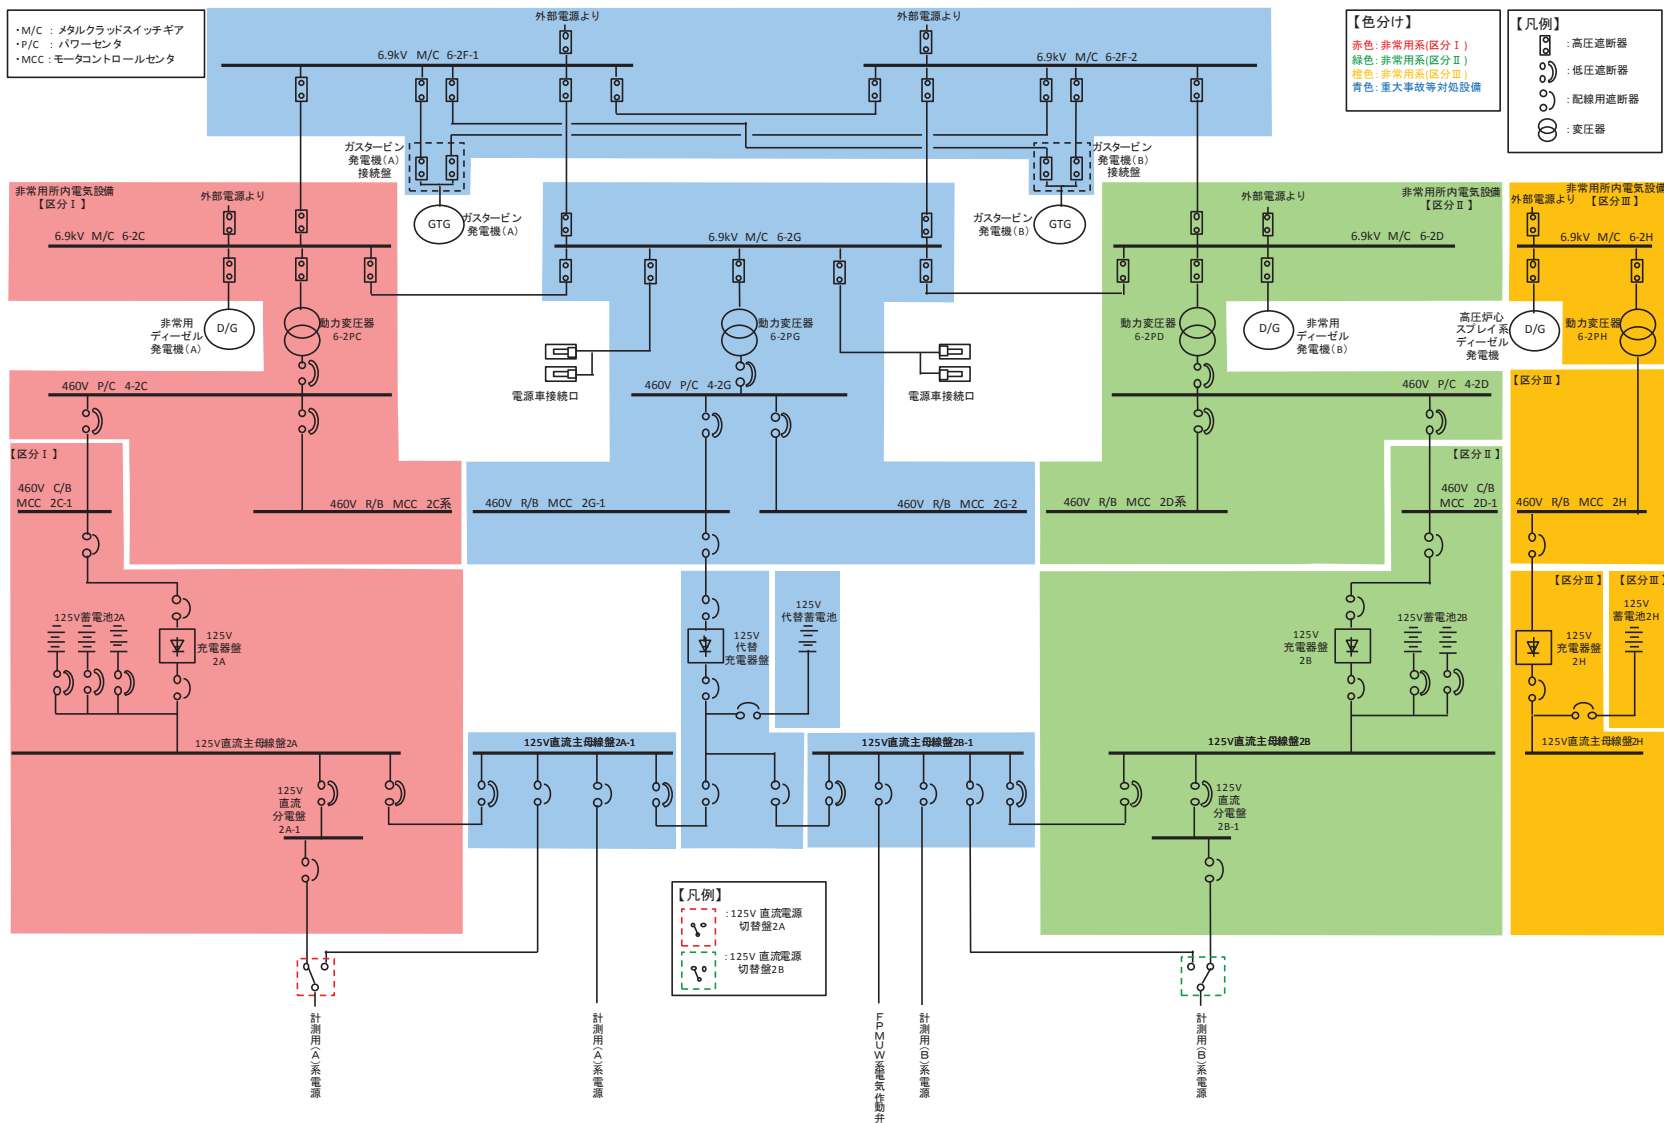 ・M/C ：メタルクラッドスイッチギア
・P/C ：パワーセンタ
・MCC：モータコントロールセンタ
外部電源より
外部電源より
6.9kV M/C 6-2F-1
6.9kV M/C 6-2F-2
【色分け】
赤色：非常用系(区分Ⅰ)
緑色：非常用系(区分Ⅱ)
橙色：非常用系(区分Ⅲ)
青色：重大事故等対処設備
【凡例】
：高圧遮断器
：低圧遮断器
：配線用遮断器
：変圧器
ガスタービン
発電機(A)
接続盤
ガスタービン
発電機(B)
接続盤
GTG
ガスタービン
発電機(A)
ガスタービン
発電機(B)
GTG
非常用所内電気設備
【区分Ⅰ】
外部電源より
6.9kV M/C 6-2C
6.9kV M/C 6-2G
非常用所内電気設備
【区分Ⅱ】
外部電源より
6.9kV M/C 6-2D
非常用所内電気設備
【区分Ⅲ】
外部電源より
6.9kV M/C 6-2H
非常用
ディーゼル
発電機(A)
D/G
動力変圧器
6-2PC
動力変圧器
6-2PG
動力変圧器
6-2PD
D/G
非常用
ディーゼル
発電機(B)
高圧炉心
スプレイ系
ディーゼル
発電機
D/G
動力変圧器
6-2PH
電源車接続口
電源車接続口
460V P/C 4-2C
460V P/C 4-2G
460V P/C 4-2D
【区分Ⅲ】
【区分Ⅰ】
460V C/B
MCC 2C-1
460V R/B MCC 2C系
460V R/B MCC 2G-1
460V R/B MCC 2G-2
460V R/B MCC 2D系
【区分Ⅱ】
460V C/B
MCC 2D-1
460V R/B MCC 2H
125V蓄電池2A
125V
充電器盤
2A
125V
代替
充電器盤
125V
代替蓄電池
125V
充電器盤
2B
125V蓄電池2B
【区分Ⅲ】
125V
充電器盤
2H
【区分Ⅲ】
125V
蓄電池2H
125V直流主母線盤2A
125V直流主母線盤2A-1
125V直流主母線盤2B-1
125V直流主母線盤2B
125V直流主母線盤2H
125V
直流
分電盤
2A-1
125V
直流
分電盤
2B-1
【凡例】
：125V 直流電源
切替盤2A
：125V 直流電源
切替盤2B
計測用(A)系電源
計測用(A)系電源
FPMUW系電気作動弁
計測用(B)系電源
計測用(B)系電源